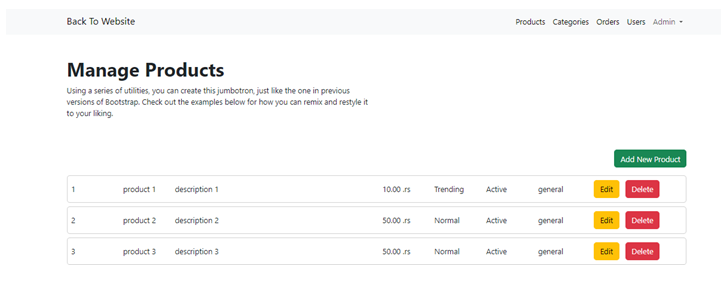 Back To Website Products Categories Orders Users Admin
Manage Products
Using a series of utilities, you can create this jumbotron, just like the one in previous
versions of Bootstrap. Check out the examples below for how you can remix and restyle it
to your liking.
Add New Product
1 product 1 description 1 10.00 .rs Trending Active general Edit Delete
2 product 2 description 2 50.00 .rs Normal Active general Edit Delete
3 product 3 description 3 50.00 .rs Normal Active general Edit Delete